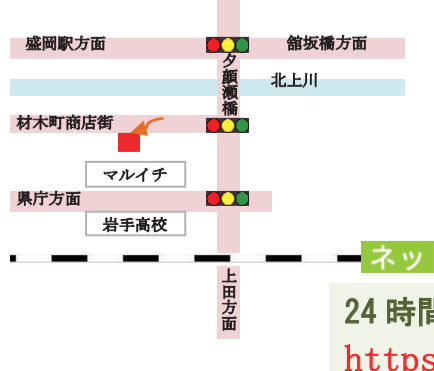 盛岡駅方面
舘坂橋方面
夕顔瀬橋
北上川
材木町商店街
マルイチ
県庁方面
岩手高校
ネッ
上田方面
24 時間
https